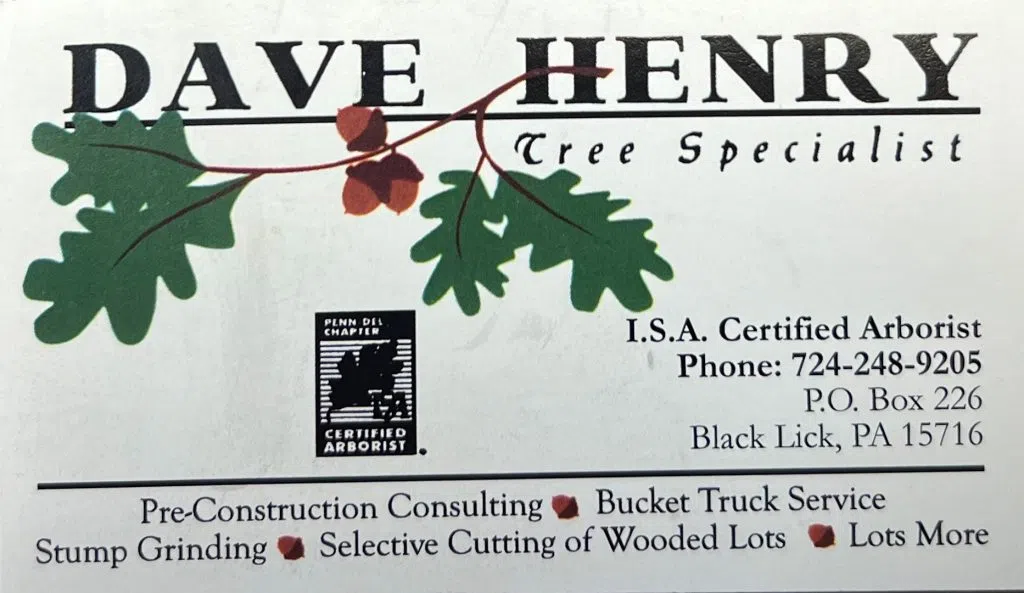 DAVE HENRY
Tree Specialist
PENN DEL
CHAPTER
ISA
CERTIFIED
ARBORIST
I.S.A. Certified Arborist
Phone: 724-248-9205
P.O. Box 226
Black Lick, PA 15716
Pre-Construction Consulting Bucket Truck Service
Stump Grinding Selective Cutting of Wooded Lots Lots More